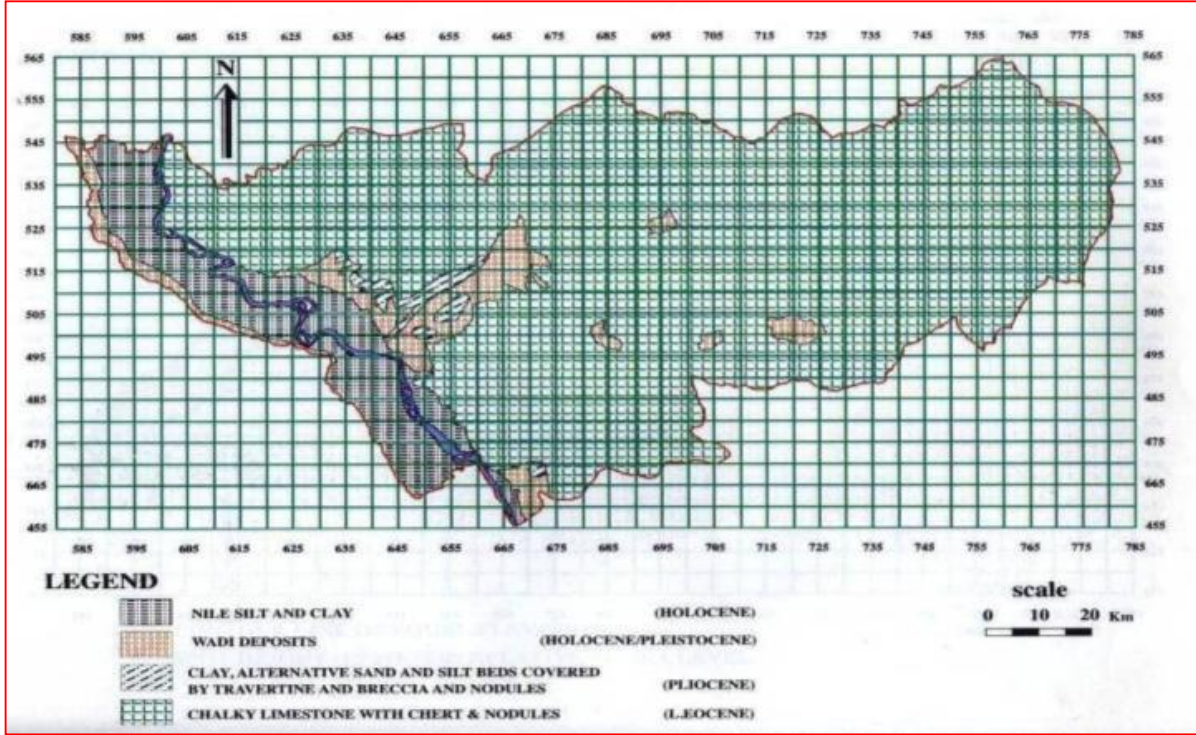 585 595 605 615 625 635 645 655 665 675 685 695 705 715 725 735 745 755 765 775 785
565 565
N
555 555
545 545
535 535
525 525
515 515
505 505
495 495
485 485
475 475
465 465
455 455
585 595 605 615 625 635 645 655 665 675 685 695 705 715 725 735 745 755 765 775 785
LEGEND
scale
0 10 20 Km
NILE SILT AND CLAY (HOLOCENE)
WADI DEPOSITS (HOLOCENE/PLEISTOCENE)
CLAY, ALTERNATIVE SAND AND SILT BEDS COVERED
BY TRAVERTINE AND BRECCIA AND NODULES (PLIOCENE)
CHALKY LIMESTONE WITH CHERT & NODULES (L.EOCENE)